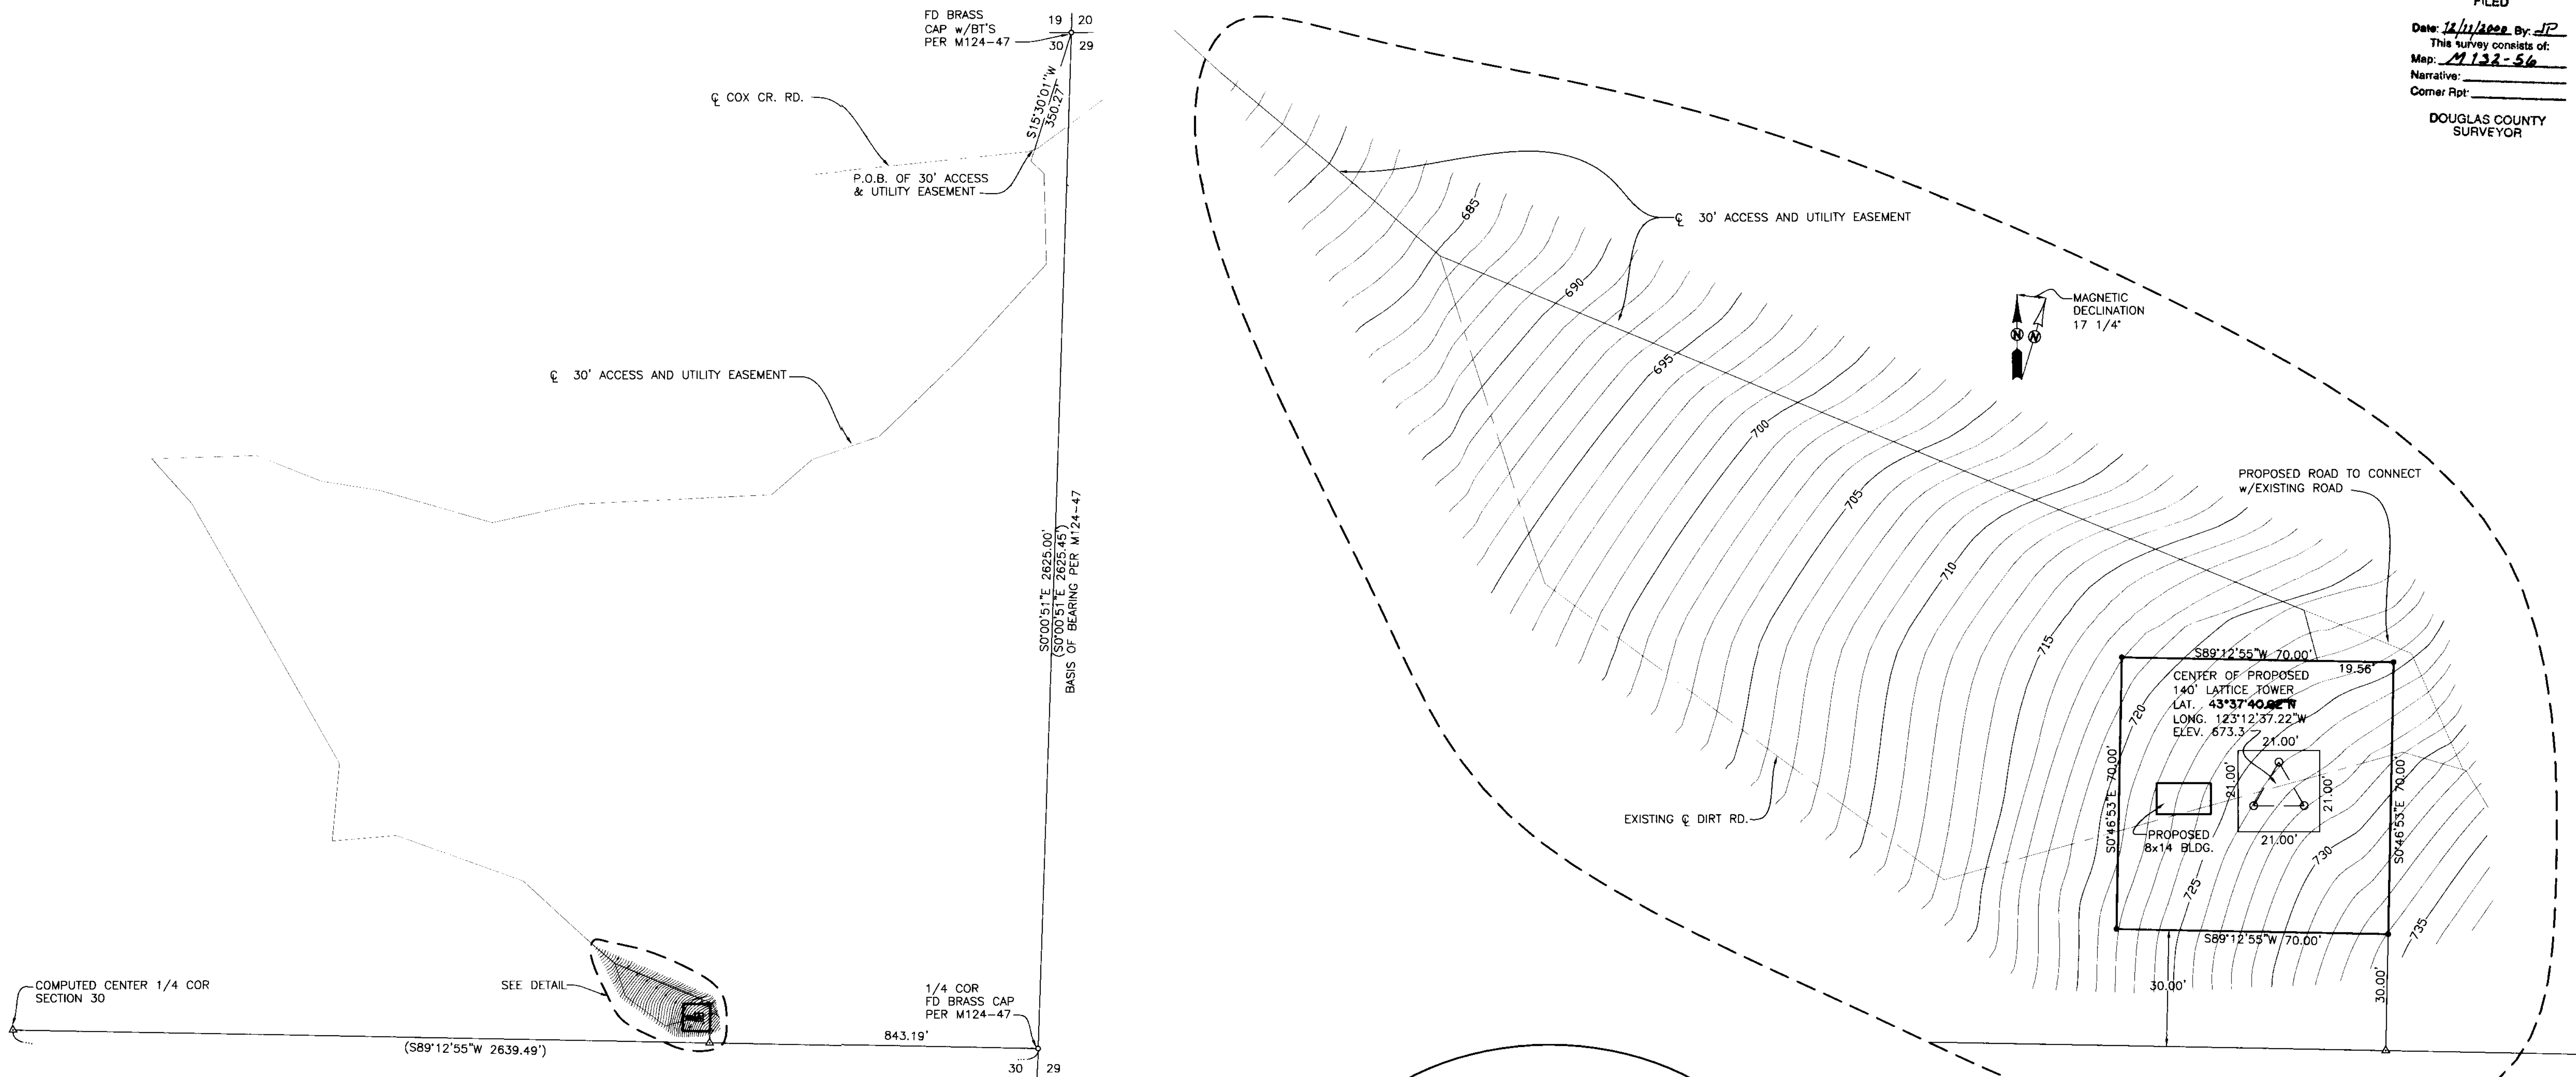 FILED
Date: 12/11/2000 By: JP
This survey consists of:
Map: M132-56
Narrative:
Corner Rpt:
DOUGLAS COUNTY
SURVEYOR
FD BRASS
CAP w/BT'S
PER M124-47
19 20
30 29
℄ COX CR. RD.
S15°30'01"W
350.27'
P.O.B. OF 30' ACCESS
& UTILITY EASEMENT
℄ 30' ACCESS AND UTILITY EASEMENT
S0°00'51"E 2625.00'
(S0°00'51"E 2625.45')
BASIS OF BEARING PER M124-47
COMPUTED CENTER 1/4 COR
SECTION 30
SEE DETAIL
1/4 COR
FD BRASS CAP
PER M124-47
843.19'
(S89°12'55"W 2639.49')
30 29
℄ 30' ACCESS AND UTILITY EASEMENT
MAGNETIC
DECLINATION
17 1/4°
N N
685
690
695
700
705
710
715
720
725
730
735
PROPOSED ROAD TO CONNECT
w/EXISTING ROAD
S89°12'55"W 70.00'
19.56'
CENTER OF PROPOSED
140' LATTICE TOWER
LAT. 43°37'40. N
LONG. 123°12'37.22"W
ELEV. 673.3
21.00'
21.00'
21.00'
21.00'
S0°46'53"E 70.00'
S0°46'53"E 70.00'
PROPOSED
8x14 BLDG.
EXISTING ℄ DIRT RD.
S89°12'55"W 70.00'
30.00'
30.00'